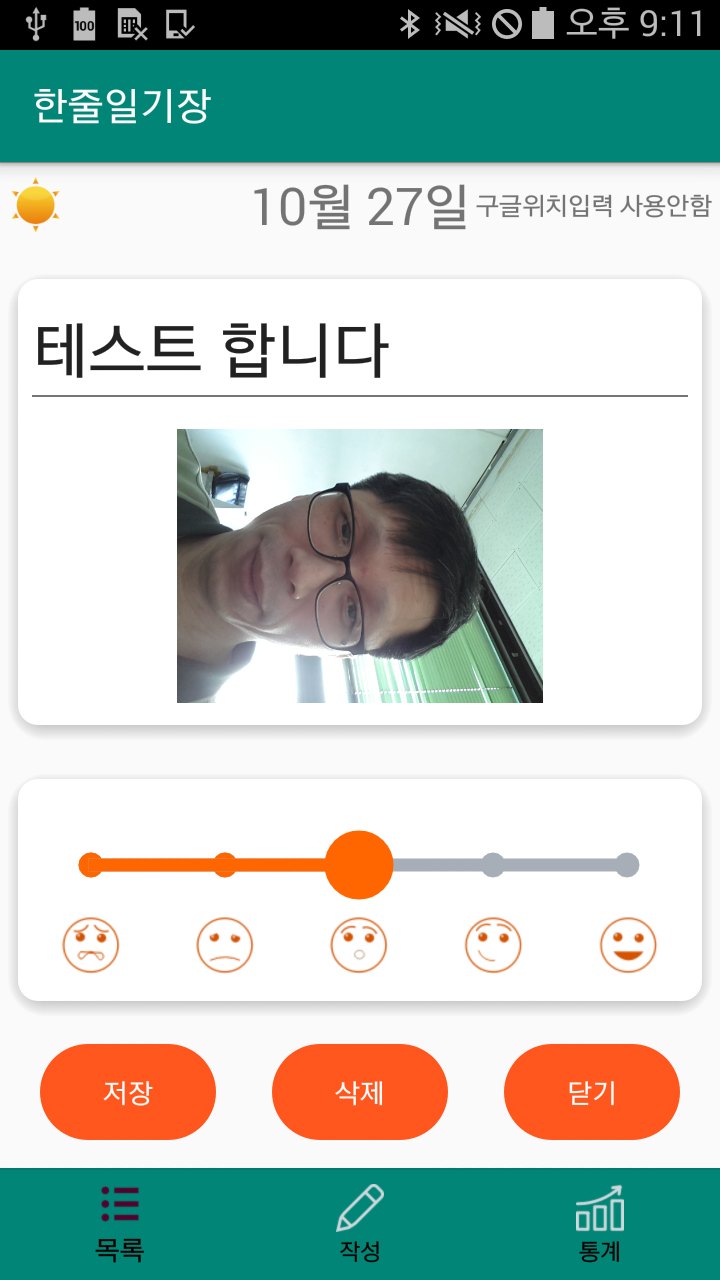 100 오후 9:11
한줄일기장
10월 27일 구글위치입력 사용안함
테스트 합니다
저장 삭제 닫기
목록 작성 통계